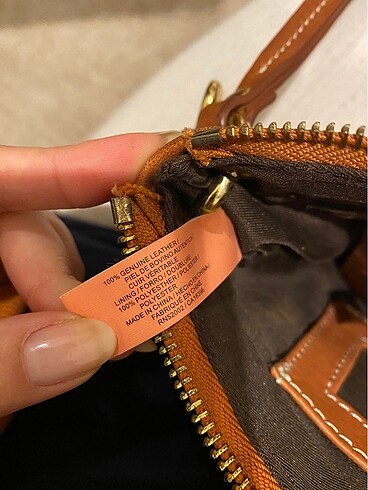 100% GENUINE LEATHER/
PIEL DE BOVINO AUTENTICA/
CUIR VÉRITABLE
LINING / FORRO / DOUBLURE
100% POLYESTER / POLIESTER /
POLYESTER
MADE IN CHINA / HECHO EN CHINA /
FABRIQUÉ EN CHINE